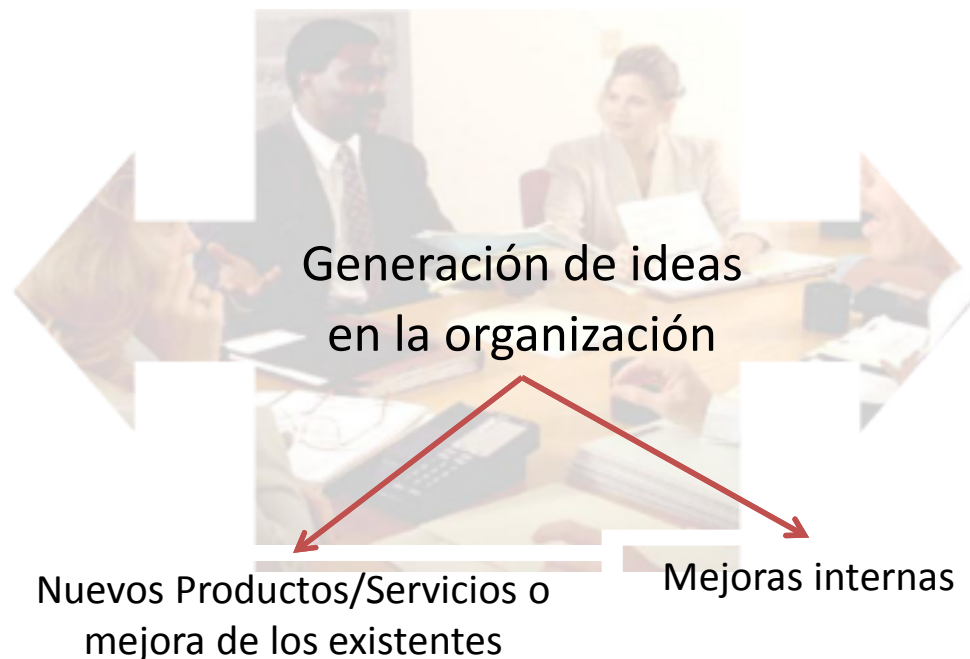 Generación de ideas
en la organización
Nuevos Productos/Servicios o
mejora de los existentes
Mejoras internas